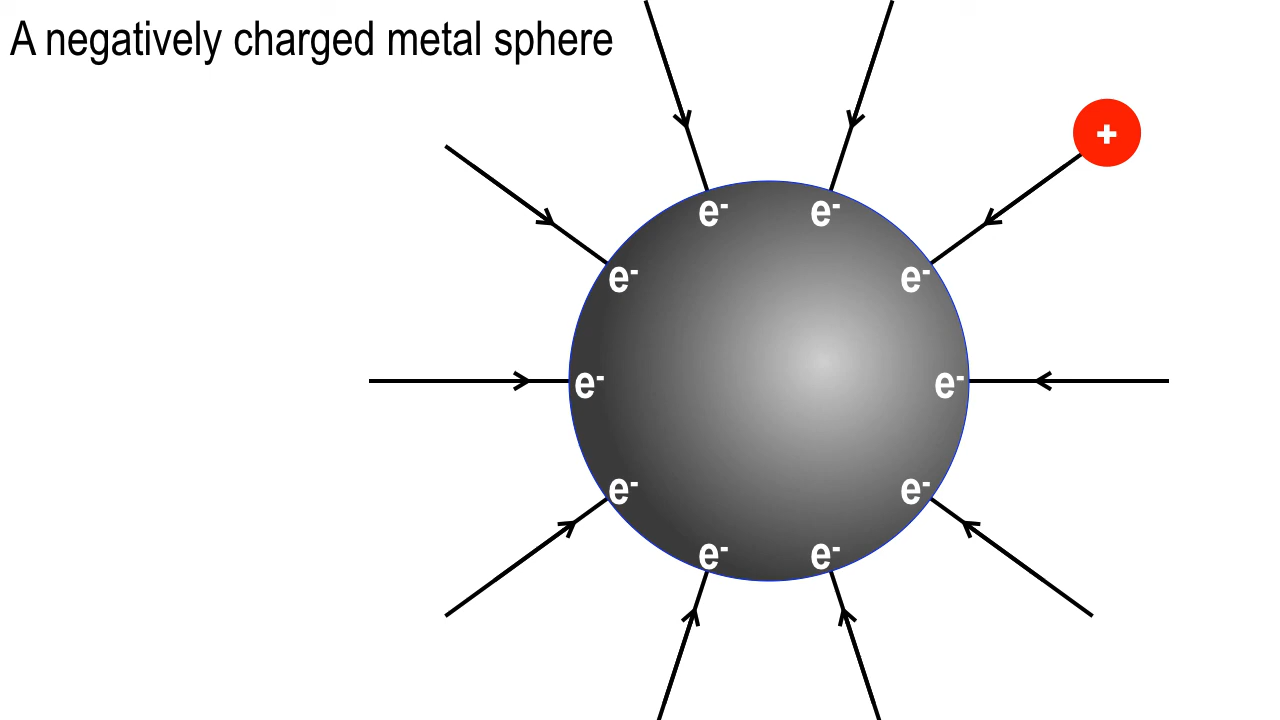 A negatively charged metal sphere
+
e⁻ e⁻
e⁻ e⁻
e⁻ e⁻
e⁻ e⁻
e⁻ e⁻